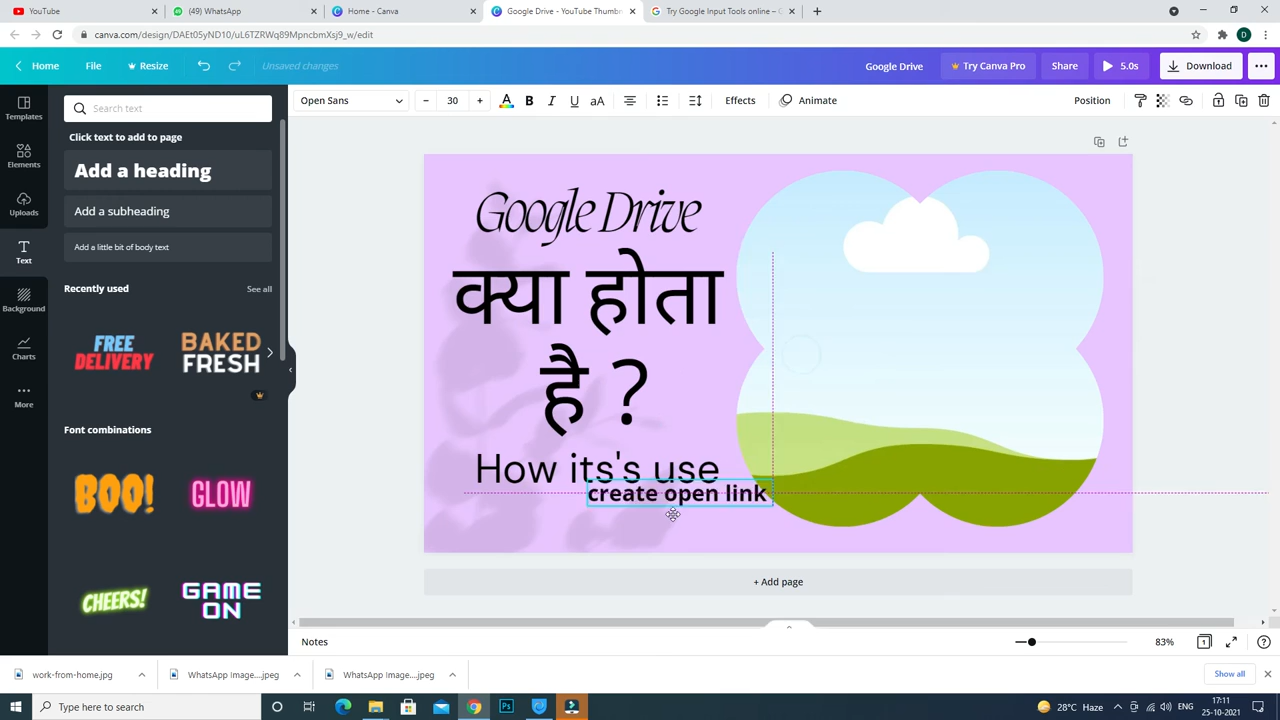 YouTube
(49) WhatsApp
Home - Canva
Google Drive - YouTube Thumb
Try Google Input Tools online – G
canva.com/design/DAEt05yND10/uL6TZRWq89MpncbmXsj9_w/edit
D
Home
File
Resize
Unsaved changes
Google Drive
Try Canva Pro
Share
5.0s
Download
Templates
Elements
Uploads
Text
Background
Charts
More
Search text
Click text to add to page
Add a heading
Add a subheading
Add a little bit of body text
Recently used
See all
FREE
DELIVERY
BAKED
FRESH
Font combinations
BOO!
GLOW
CHEERS!
GAME
ON
Open Sans
30
A
B
I
U
aA
Effects
Animate
Position
Google Drive
क्या होता
है ?
How its's use
create open link
+ Add page
Notes
83%
1
work-from-home.jpg
WhatsApp Image....jpeg
WhatsApp Image....jpeg
Show all
Type here to search
Ps
28°C Haze
17:11
25-10-2021